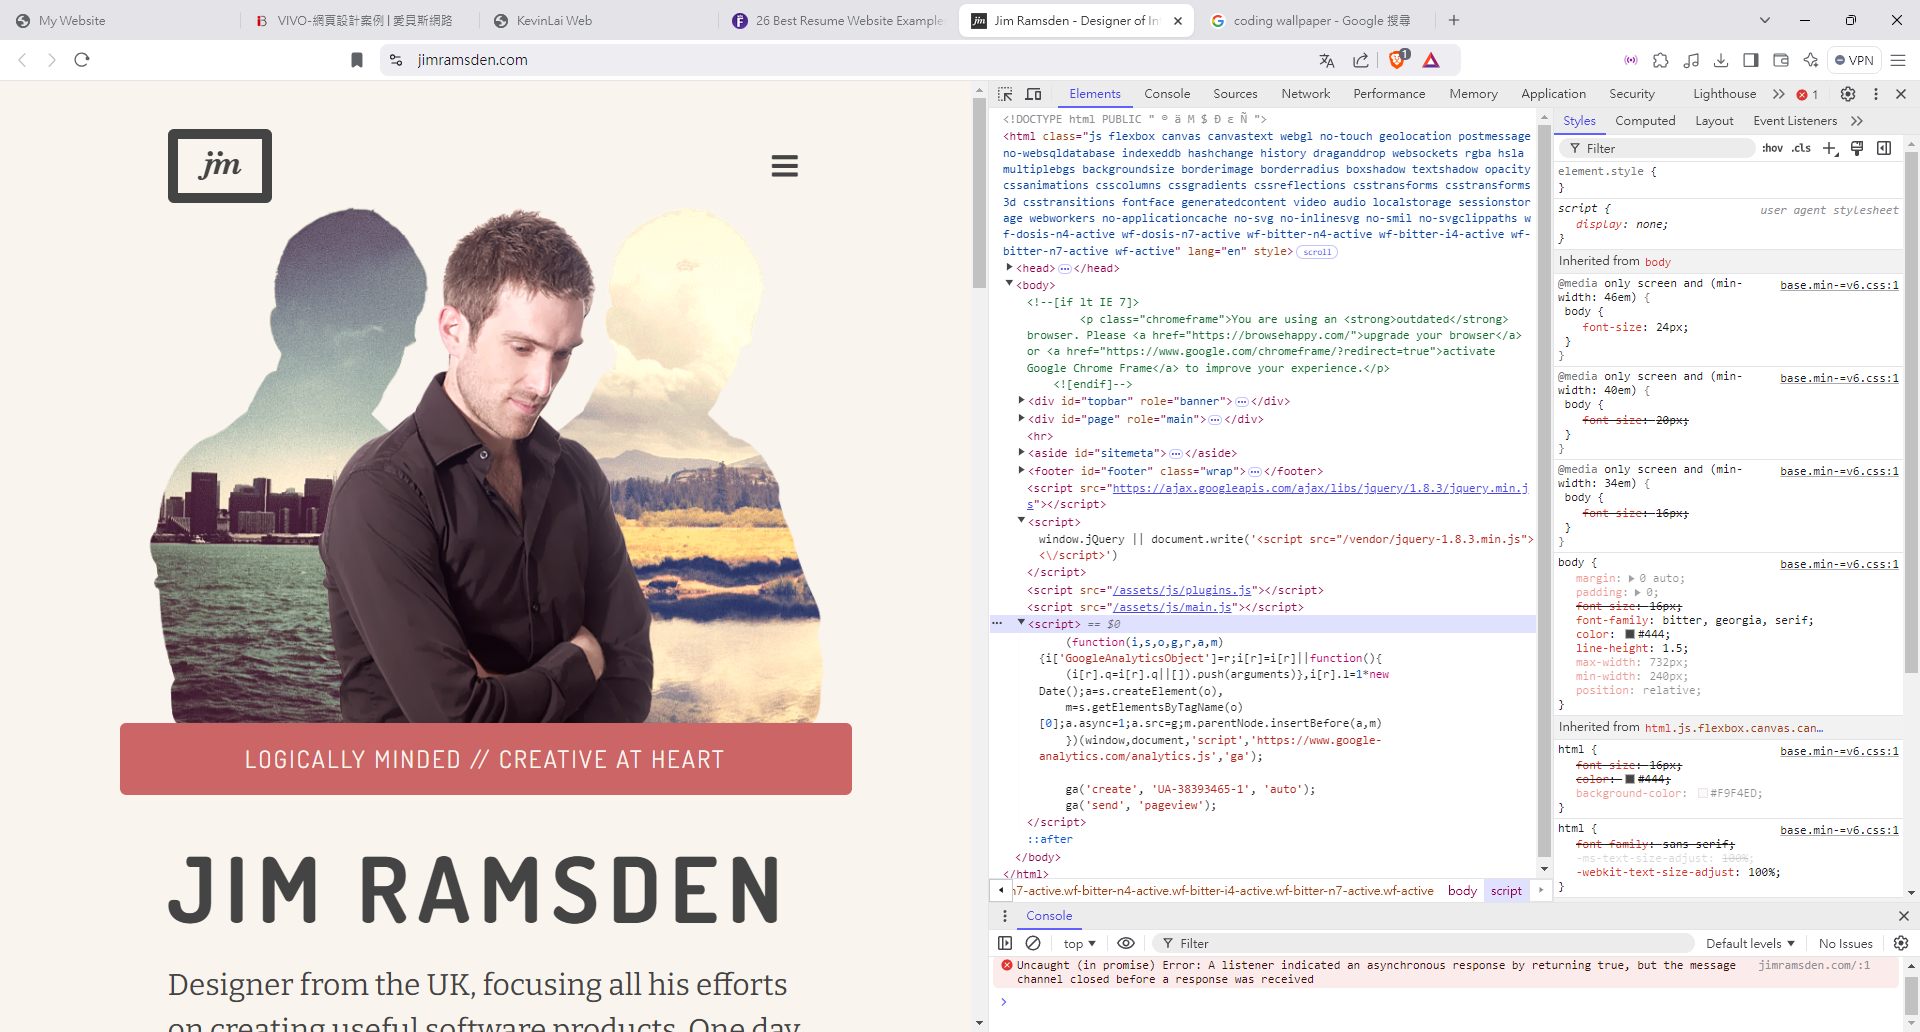 My Website
VIVO-網頁設計案例 | 愛貝斯網路
KevinLai Web
26 Best Resume Website Example
Jim Ramsden - Designer of In
coding wallpaper - Google 搜尋
jimramsden.com
1
VPN
jim
LOGICALLY MINDED // CREATIVE AT HEART
JIM RAMSDEN
Designer from the UK, focusing all his efforts
on creating useful software products. One day
Elements
Console
Sources
Network
Performance
Memory
Application
Security
Lighthouse
1
<!DOCTYPE html PUBLIC " º ä M $ Ð ε Ñ ">
<html class="js flexbox canvas canvastext webgl no-touch geolocation postmessage
no-websqldatabase indexeddb hashchange history draganddrop websockets rgba hsla
multiplebgs backgroundsize borderimage borderradius boxshadow textshadow opacity
cssanimations csscolumns cssgradients cssreflections csstransforms csstransforms
3d csstransitions fontface generatedcontent video audio localstorage sessionstor
age webworkers no-applicationcache no-svg no-inlinesvg no-smil no-svgclippaths w
f-dosis-n4-active wf-dosis-n7-active wf-bitter-n4-active wf-bitter-i4-active wf-
bitter-n7-active wf-active" lang="en" style> scroll
<head> … </head>
<body>
<!--[if lt IE 7]>
<p class="chromeframe">You are using an <strong>outdated</strong>
browser. Please <a href="https://browsehappy.com/">upgrade your browser</a>
or <a href="https://www.google.com/chromeframe/?redirect=true">activate
Google Chrome Frame</a> to improve your experience.</p>
<![endif]-->
<div id="topbar" role="banner"> … </div>
<div id="page" role="main"> … </div>
<hr>
<aside id="sitemeta"> … </aside>
<footer id="footer" class="wrap"> … </footer>
<script src="https://ajax.googleapis.com/ajax/libs/jquery/1.8.3/jquery.min.j
s"></script>
<script>
window.jQuery || document.write('<script src="/vendor/jquery-1.8.3.min.js">
<\/script>')
</script>
<script src="/assets/js/plugins.js"></script>
<script src="/assets/js/main.js"></script>
<script> == $0
(function(i,s,o,g,r,a,m)
{i['GoogleAnalyticsObject']=r;i[r]=i[r]||function(){
(i[r].q=i[r].q||[]).push(arguments)},i[r].l=1*new
Date();a=s.createElement(o),
m=s.getElementsByTagName(o)
[0];a.async=1;a.src=g;m.parentNode.insertBefore(a,m)
})(window,document,'script','https://www.google-
analytics.com/analytics.js','ga');
ga('create', 'UA-38393465-1', 'auto');
ga('send', 'pageview');
</script>
::after
</body>
</html>
n7-active.wf-bitter-n4-active.wf-bitter-i4-active.wf-bitter-n7-active.wf-active
body
script
Styles
Computed
Layout
Event Listeners
Filter
:hov
.cls
element.style {
}
script {
user agent stylesheet
display: none;
}
Inherited from body
@media only screen and (min-
width: 46em) {
base.min-=v6.css:1
body {
font-size: 24px;
}
}
@media only screen and (min-
width: 40em) {
base.min-=v6.css:1
body {
font-size: 20px;
}
}
@media only screen and (min-
width: 34em) {
base.min-=v6.css:1
body {
font-size: 16px;
}
}
body {
base.min-=v6.css:1
margin: 0 auto;
padding: 0;
font-size: 16px;
font-family: bitter, georgia, serif;
color: #444;
line-height: 1.5;
max-width: 732px;
min-width: 240px;
position: relative;
}
Inherited from html.js.flexbox.canvas.can…
html {
base.min-=v6.css:1
font-size: 16px;
color: #444;
background-color: #F9F4ED;
}
html {
base.min-=v6.css:1
font-family: sans-serif;
-ms-text-size-adjust: 100%;
-webkit-text-size-adjust: 100%;
}
Console
top
Filter
Default levels
No Issues
Uncaught (in promise) Error: A listener indicated an asynchronous response by returning true, but the message
channel closed before a response was received
jimramsden.com/:1